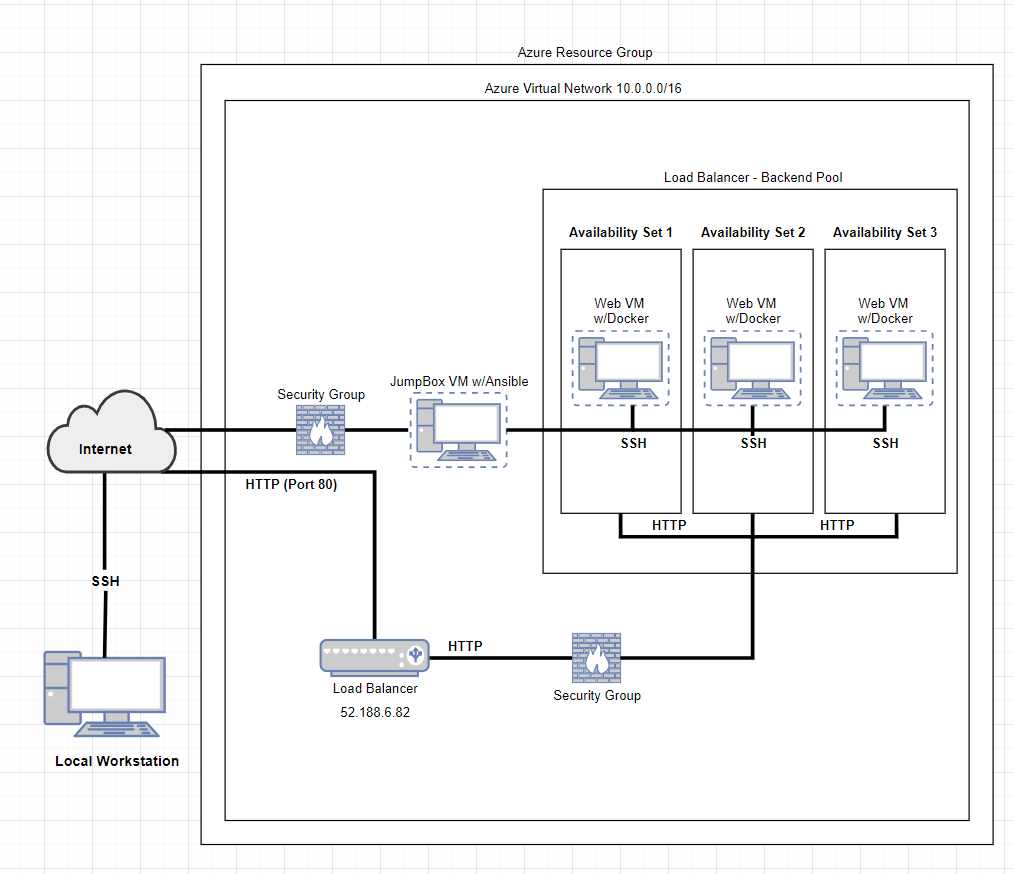 Azure Resource Group
Azure Virtual Network 10.0.0.0/16
Load Balancer - Backend Pool
Availability Set 1
Availability Set 2
Availability Set 3
Web VM
w/Docker
Web VM
w/Docker
Web VM
w/Docker
JumpBox VM w/Ansible
Security Group
Internet
SSH
SSH
SSH
HTTP (Port 80)
HTTP
HTTP
SSH
HTTP
Load Balancer
52.188.6.82
Security Group
Local Workstation